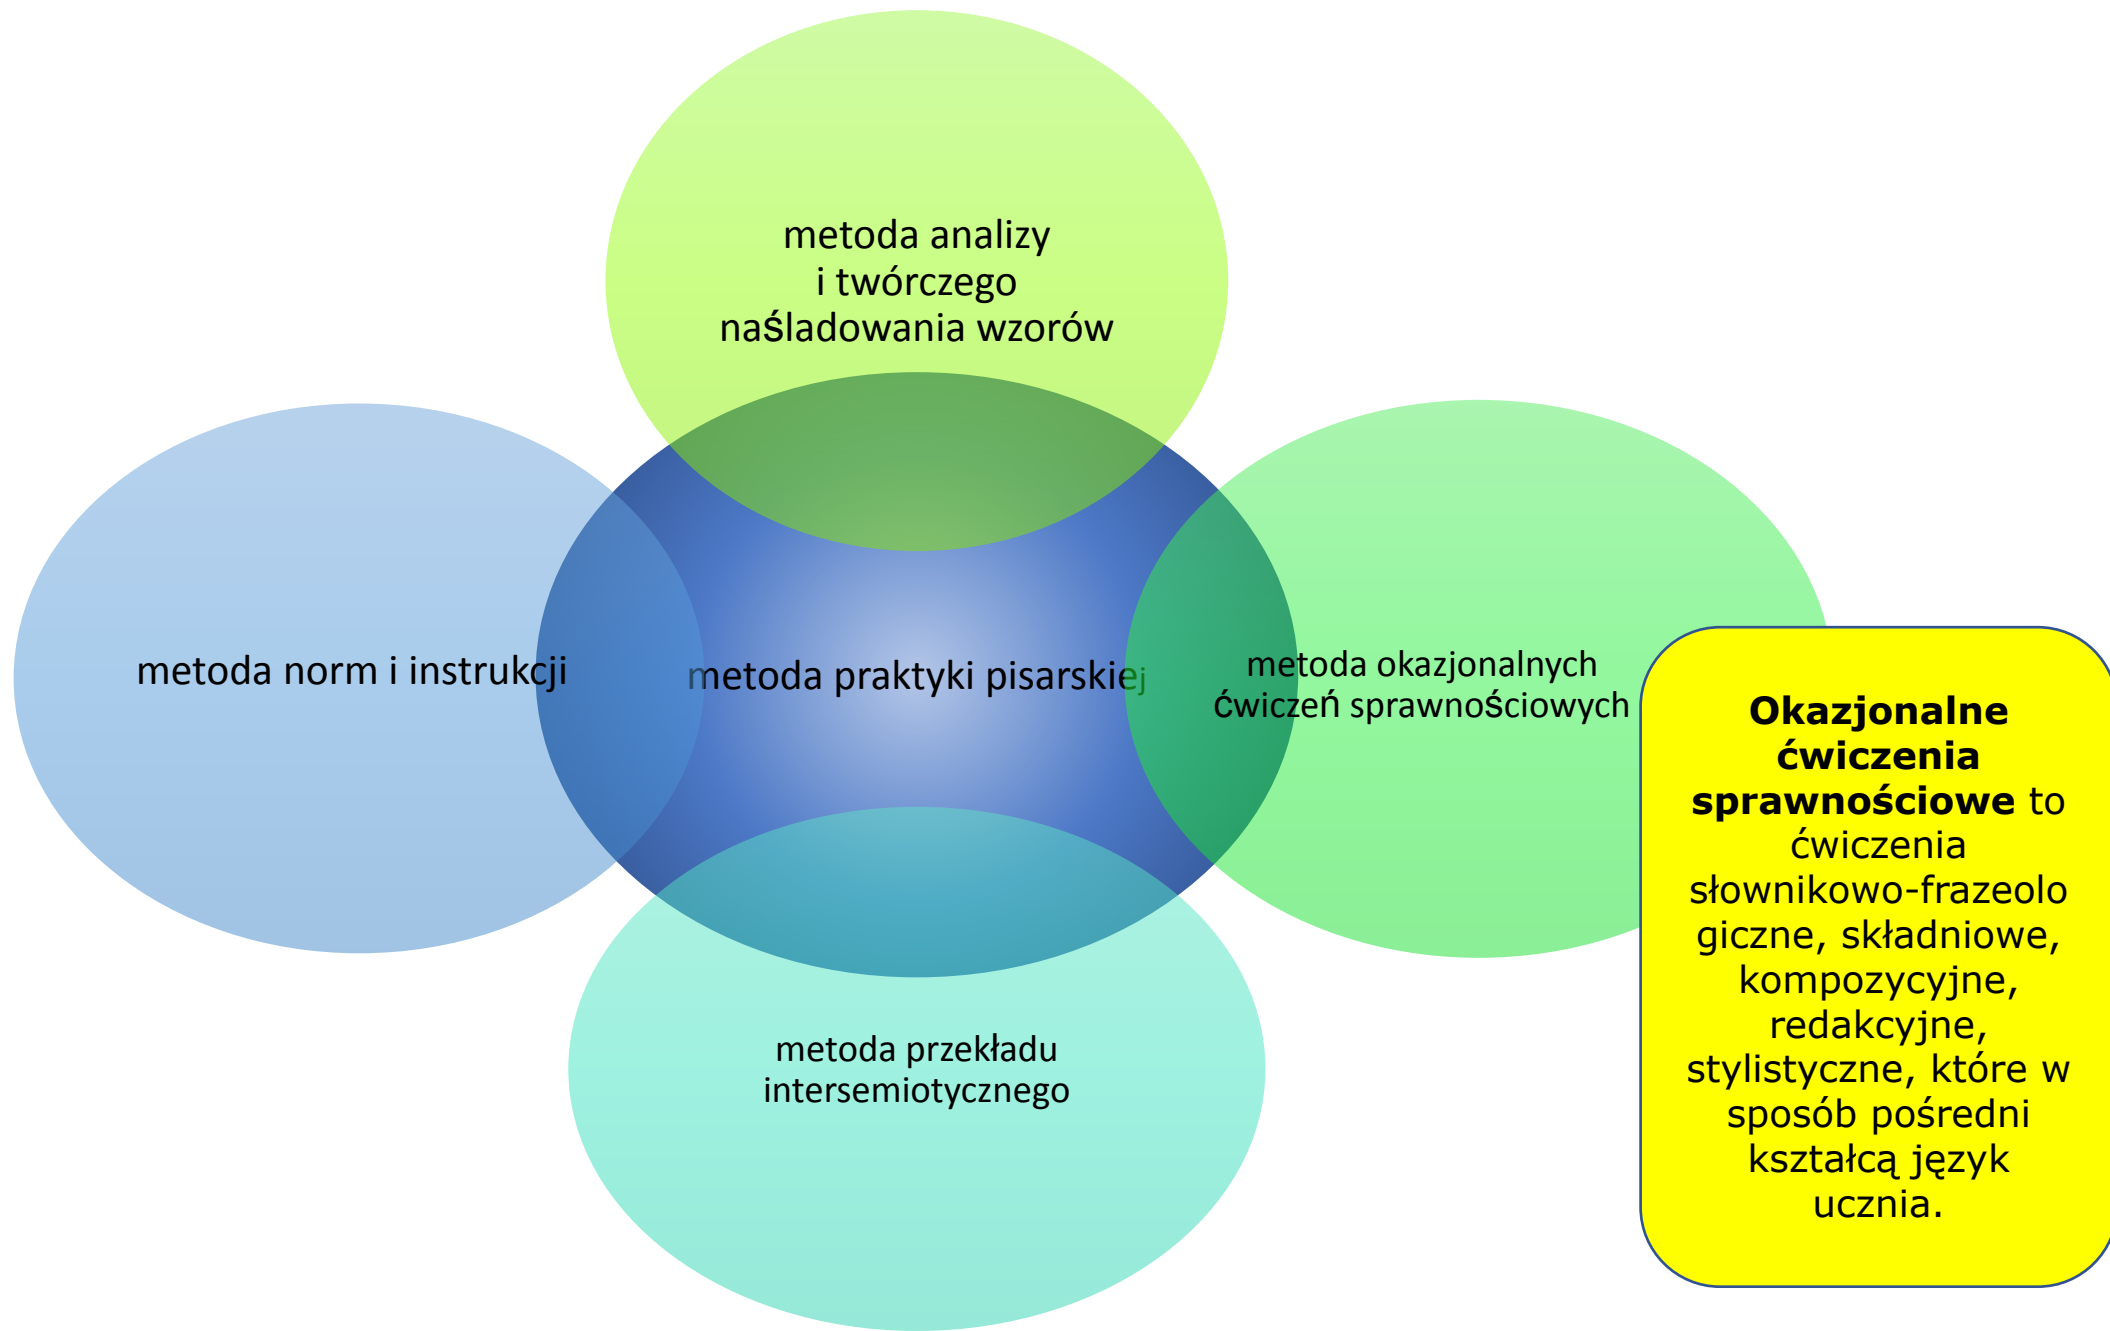 metoda analizy
i twórczego
naśladowania wzorów
metoda norm i instrukcji
metoda praktyki pisarskiej
metoda okazjonalnych
ćwiczeń sprawnościowych
metoda przekładu
intersemiotycznego
Okazjonalne
ćwiczenia
sprawnościowe to
ćwiczenia
słownikowo-frazeolo
giczne, składniowe,
kompozycyjne,
redakcyjne,
stylistyczne, które w
sposób pośredni
kształcą język
ucznia.